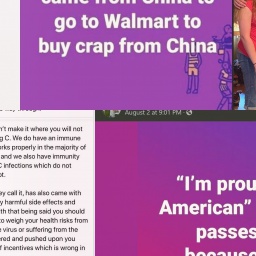 came from China to
go to Walmart to
buy crap from China.
n't make it where you will not
g C. We do have an immune
rks properly in the majority of
and we also have immunity
C infections which do not
ot.
ey call it, has also came with
y harmful side effects and
th that being said you should
to weigh your health risks from
e virus or suffering from the
ered and pushed upon you
f incentives which is wrong in
August 2 at 9:01 PM
“I’m prou
American”
passes
because